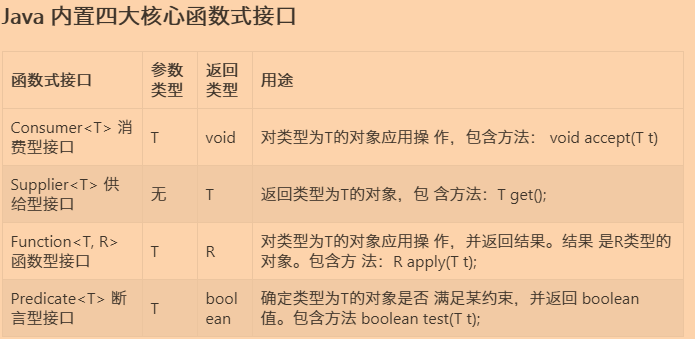 Java 内置四大核心函数式接口
函数式接口
参数
类型
返回
类型
用途
Consumer<T> 消
费型接口
T
void
对类型为T的对象应用操 作，包含方法： void accept(T t)
Supplier<T> 供
给型接口
无
T
返回类型为T的对象，包 含方法：T get();
Function<T, R>
函数型接口
T
R
对类型为T的对象应用操 作，并返回结果。结果 是R类型的
对象。包含方 法：R apply(T t);
Predicate<T> 断
言型接口
T
bool
ean
确定类型为T的对象是否 满足某约束，并返回 boolean
值。包含方法 boolean test(T t);